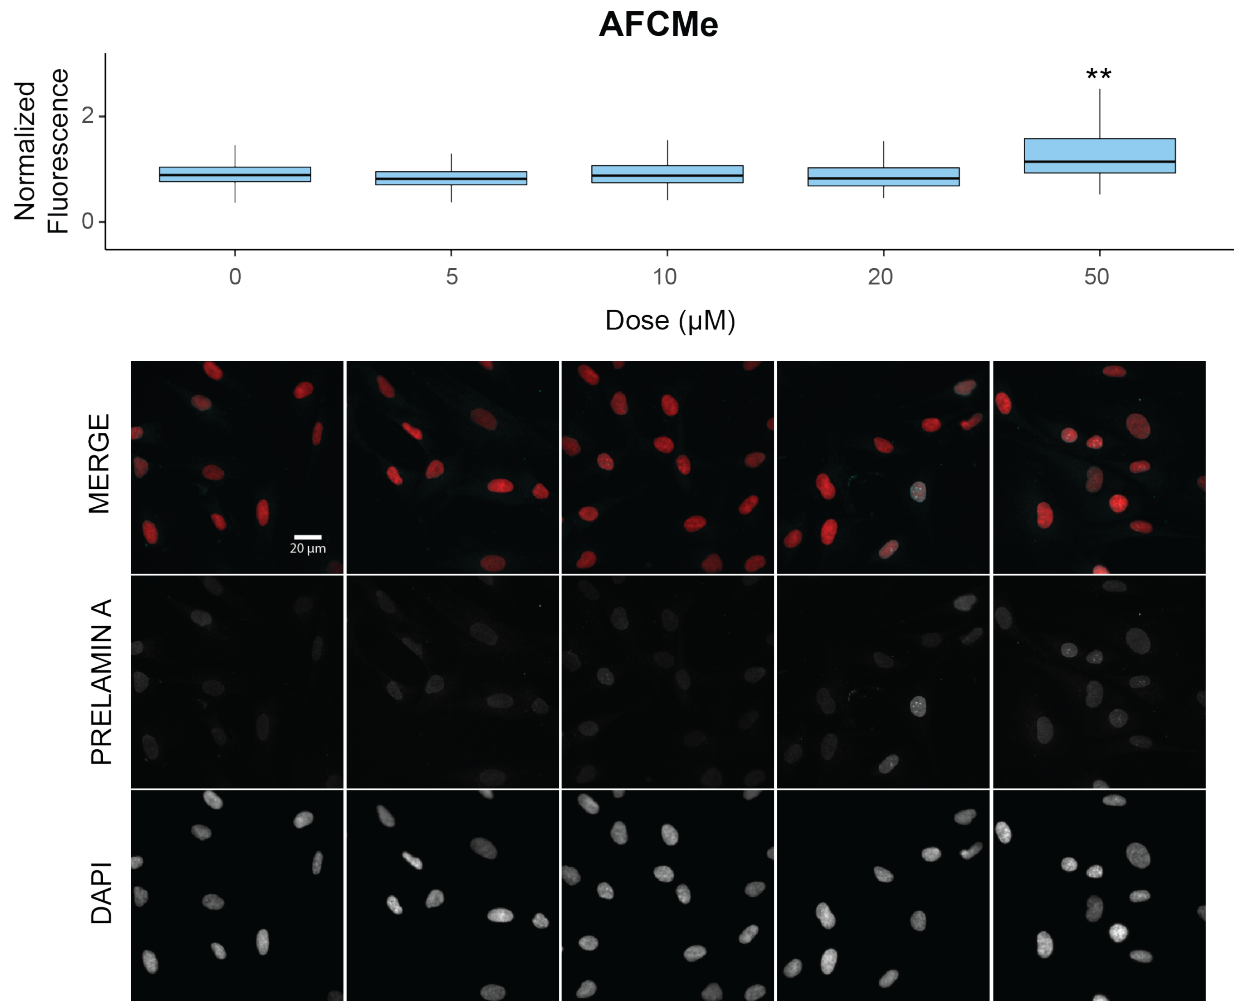 AFCMe
Normalized
Fluorescence
2
0
**
0 5 10 20 50
Dose (µM)
MERGE
20 µm
PRELAMIN A
DAPI